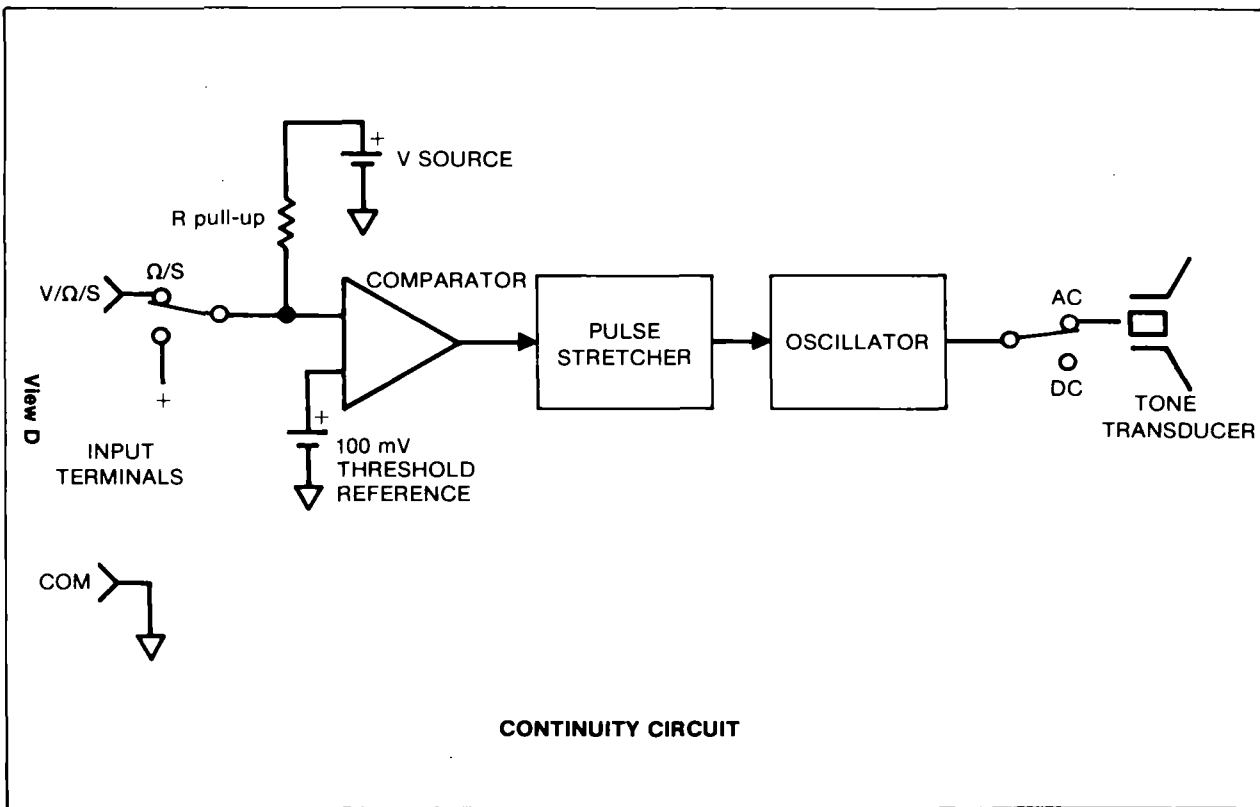 +
V SOURCE
R pull-up
Ω/S
V/Ω/S
COMPARATOR
PULSE
STRETCHER
OSCILLATOR
AC
DC
TONE
TRANSDUCER
+
INPUT
TERMINALS
+
100 mV
THRESHOLD
REFERENCE
View D
COM
CONTINUITY CIRCUIT